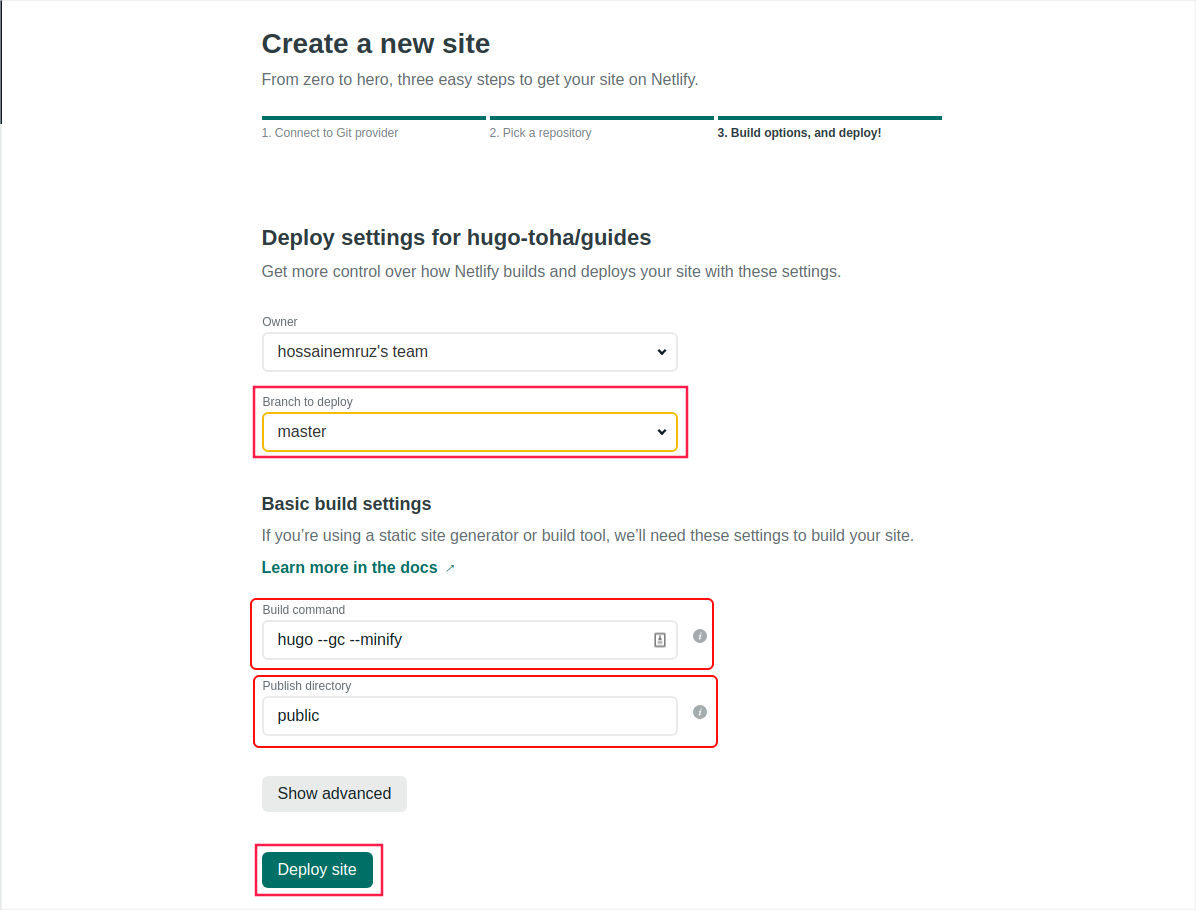 Create a new site
From zero to hero, three easy steps to get your site on Netlify.
1. Connect to Git provider
2. Pick a repository
3. Build options, and deploy!
Deploy settings for hugo-toha/guides
Get more control over how Netlify builds and deploys your site with these settings.
Owner
hossainemruz's team
Branch to deploy
master
Basic build settings
If you’re using a static site generator or build tool, we’ll need these settings to build your site.
Learn more in the docs ↗
Build command
hugo --gc --minify
i
Publish directory
public
i
Show advanced
Deploy site